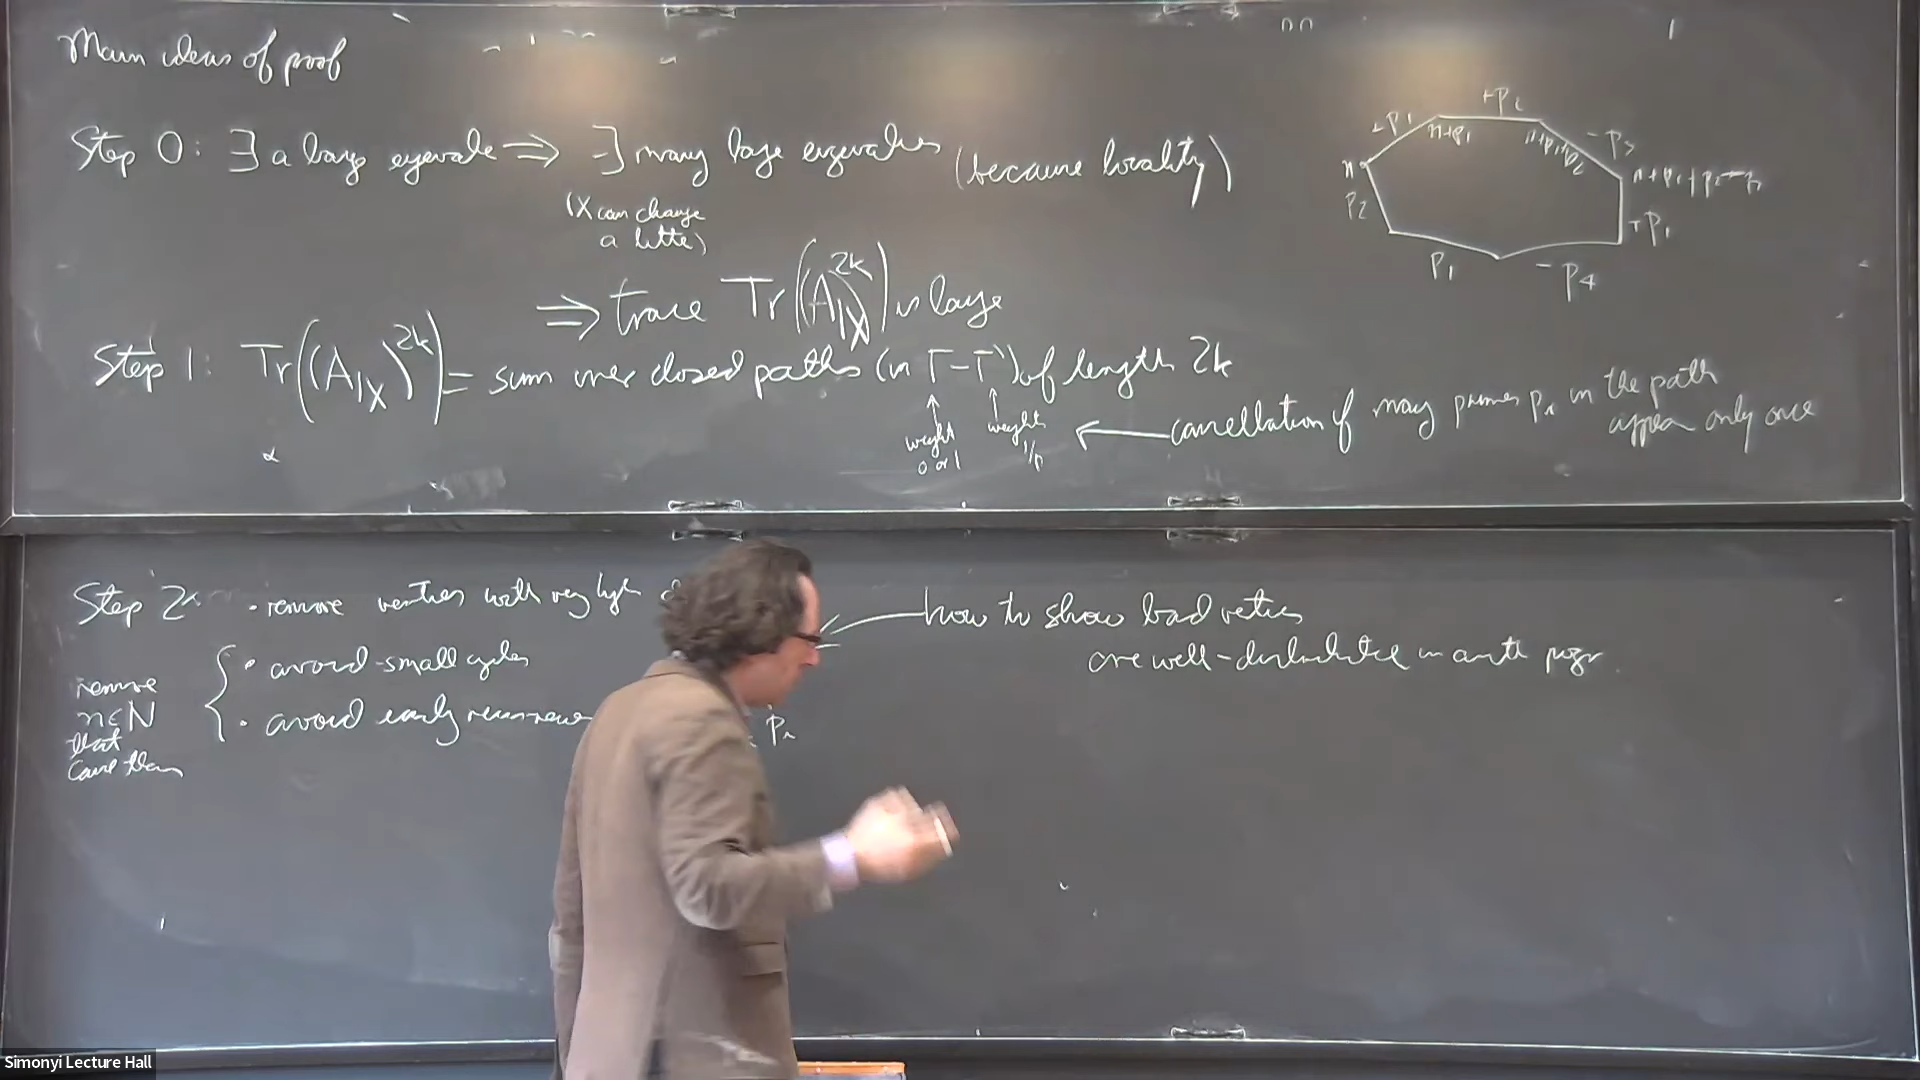 Main ideas of proof
Step 0: ∃ a large eigenvalue ⟹ ∃ many large eigenvalues (because locality)
(X can change
a little)
⟹ trace Tr((A|X)^2k) is large
Step 1: Tr((A|X)^2k) = sum over closed paths (in Γ-Γ') of length 2k
weight
0 or 1
weight
1/p
cancellation if many primes p_i in the path
appear only once
n
+P1
n+p1
+P2
n+p1+p2
-P3
+P1
-P4
P1
P2
Step 2: · remove vertices with very high
· avoid small cycles
· avoid early recurrence
P_i
remove
n∈N
that
cause them
how to show bad vertices
are well-distributed in arith progr.
Simonyi Lecture Hall